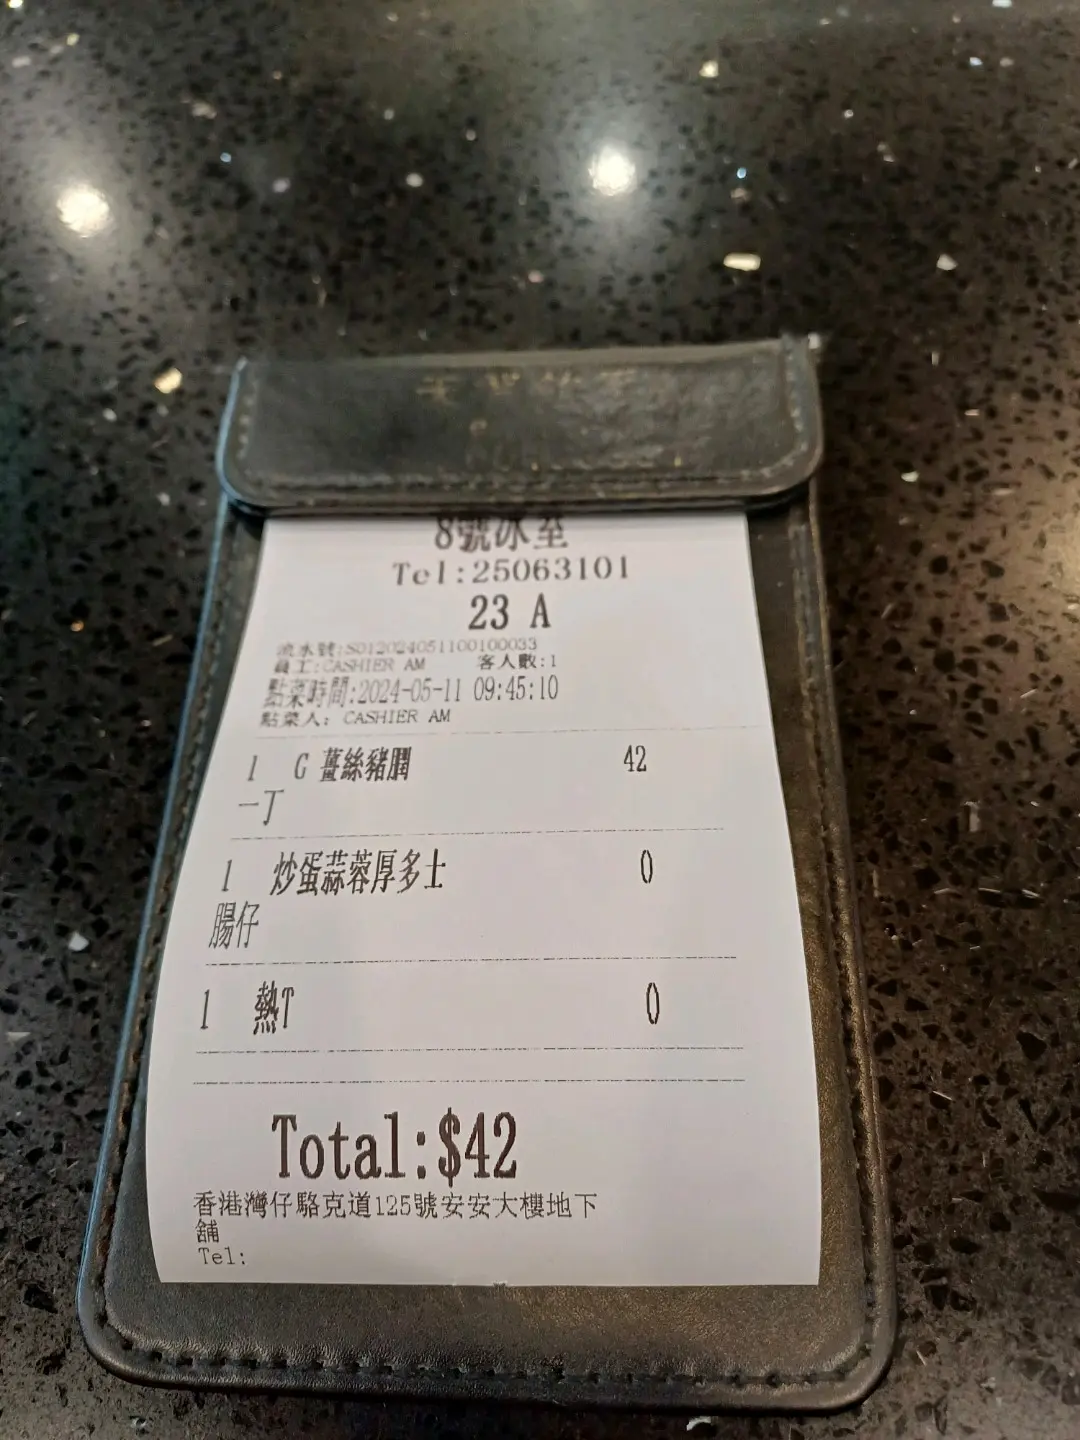 8號冰室
Tel:25063101
23 A
流水號:S01202405110010​0033
員工:CASHIER AM 客人數:1
點菜時間:2024-05-11 09:45:10
點菜人: CASHIER AM
1 G 薑絲豬膶 42
一丁
1 炒蛋蒜蓉厚多士 0
腸仔
1 熱T 0
Total:$42
香港灣仔駱克道125號安安大樓地下
舖
Tel: